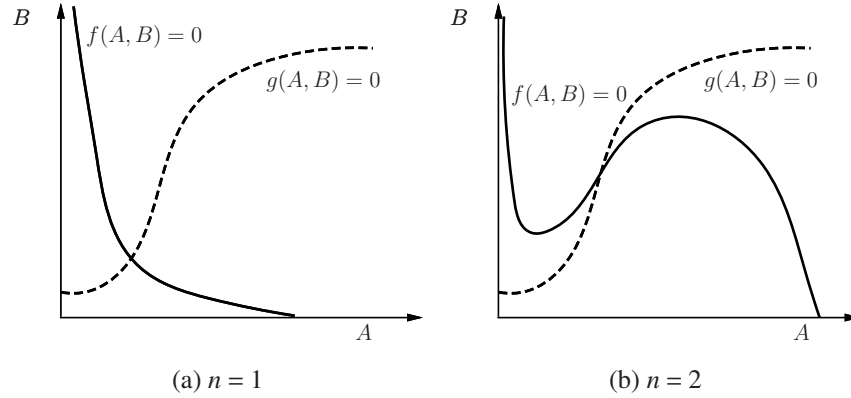 B
f(A, B) = 0
g(A, B) = 0
A
(a) n = 1
B
f(A, B) = 0
g(A, B) = 0
A
(b) n = 2